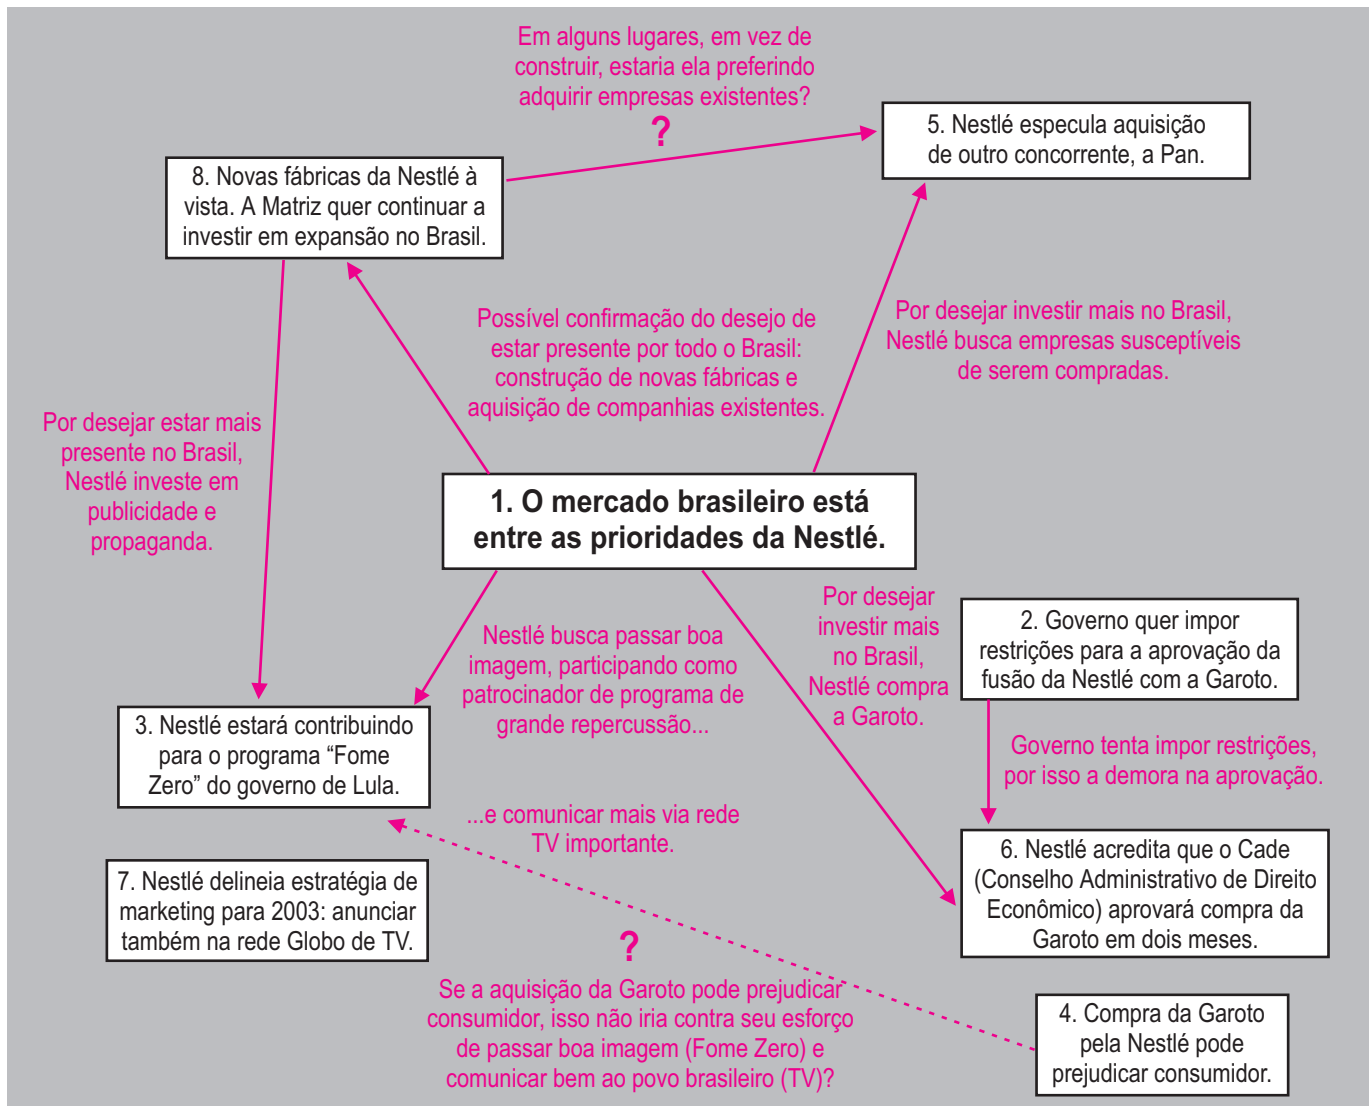 Em alguns lugares, em vez de
construir, estaria ela preferindo
adquirir empresas existentes?
?
5. Nestlé especula aquisição
de outro concorrente, a Pan.
8. Novas fábricas da Nestlé à
vista. A Matriz quer continuar a
investir em expansão no Brasil.
Possível confirmação do desejo de
estar presente por todo o Brasil:
construção de novas fábricas e
aquisição de companhias existentes.
Por desejar investir mais no Brasil,
Nestlé busca empresas susceptíveis
de serem compradas.
Por desejar estar mais
presente no Brasil,
Nestlé investe em
publicidade e
propaganda.
1. O mercado brasileiro está
entre as prioridades da Nestlé.
Nestlé busca passar boa
imagem, participando como
patrocinador de programa de
grande repercussão...
Por desejar
investir mais
no Brasil,
Nestlé compra
a Garoto.
2. Governo quer impor
restrições para a aprovação da
fusão da Nestlé com a Garoto.
3. Nestlé estará contribuindo
para o programa “Fome
Zero” do governo de Lula.
Governo tenta impor restrições,
por isso a demora na aprovação.
...e comunicar mais via rede
TV importante.
6. Nestlé acredita que o Cade
(Conselho Administrativo de Direito
Econômico) aprovará compra da
Garoto em dois meses.
7. Nestlé delineia estratégia de
marketing para 2003: anunciar
também na rede Globo de TV.
?
Se a aquisição da Garoto pode prejudicar
consumidor, isso não iria contra seu esforço
de passar boa imagem (Fome Zero) e
comunicar bem ao povo brasileiro (TV)?
4. Compra da Garoto
pela Nestlé pode
prejudicar consumidor.